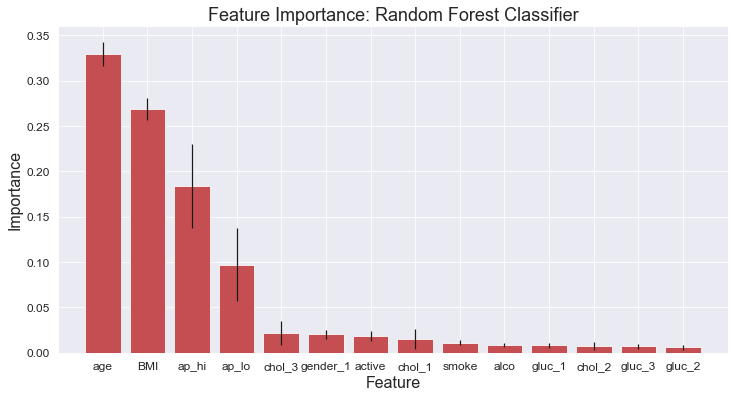 Feature Importance: Random Forest Classifier
Importance
0.35
0.30
0.25
0.20
0.15
0.10
0.05
0.00
age BMI ap_hi ap_lo chol_3 gender_1 active chol_1 smoke alco gluc_1 chol_2 gluc_3 gluc_2
Feature